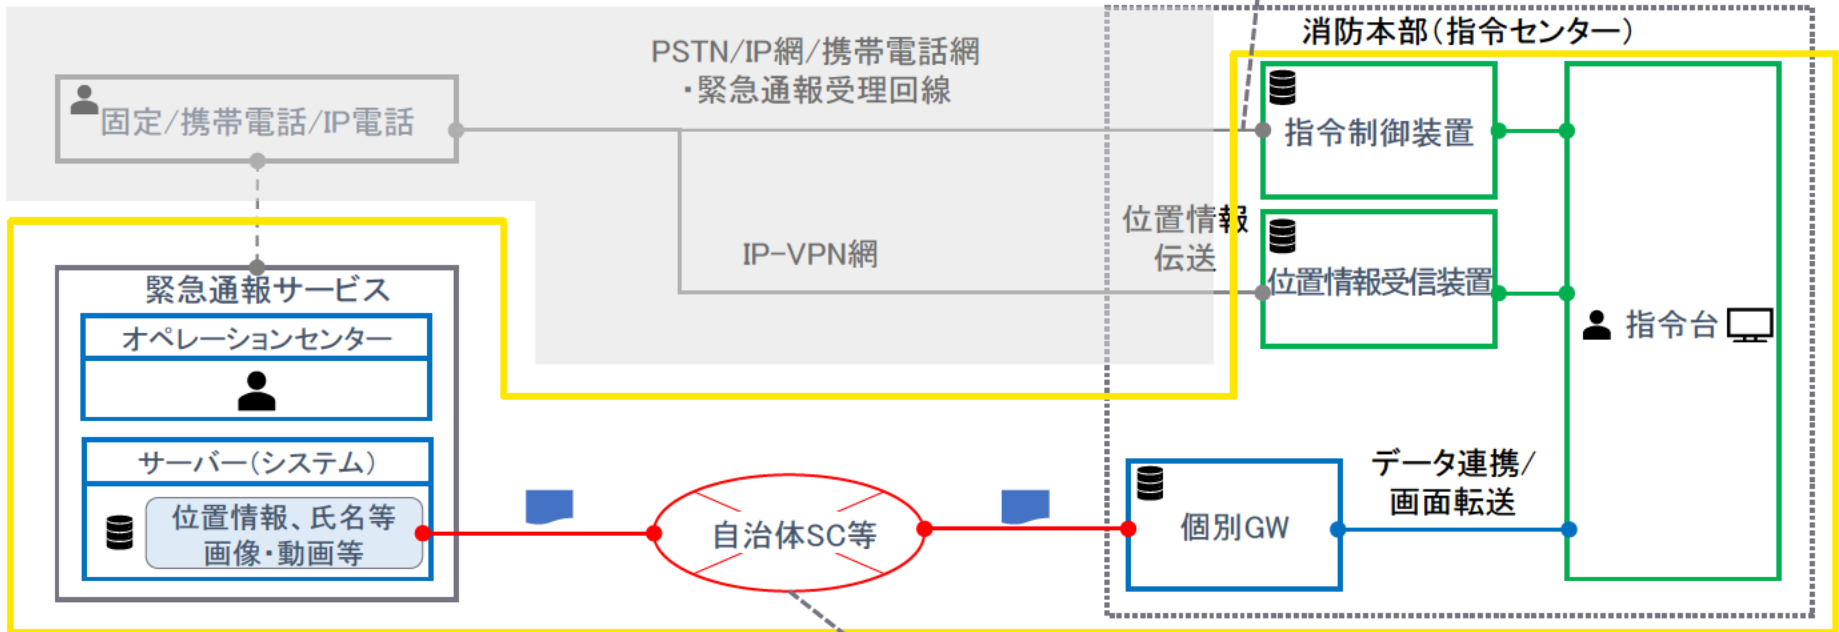 消防本部(指令センター)
PSTN/IP網/携帯電話網
・緊急通報受理回線
固定/携帯電話/IP電話
指令制御装置
位置情報
伝送
IP-VPN網
位置情報受信装置
指令台
緊急通報サービス
オペレーションセンター
サーバー(システム)
位置情報、氏名等
画像・動画等
自治体SC等
個別GW
データ連携/
画面転送